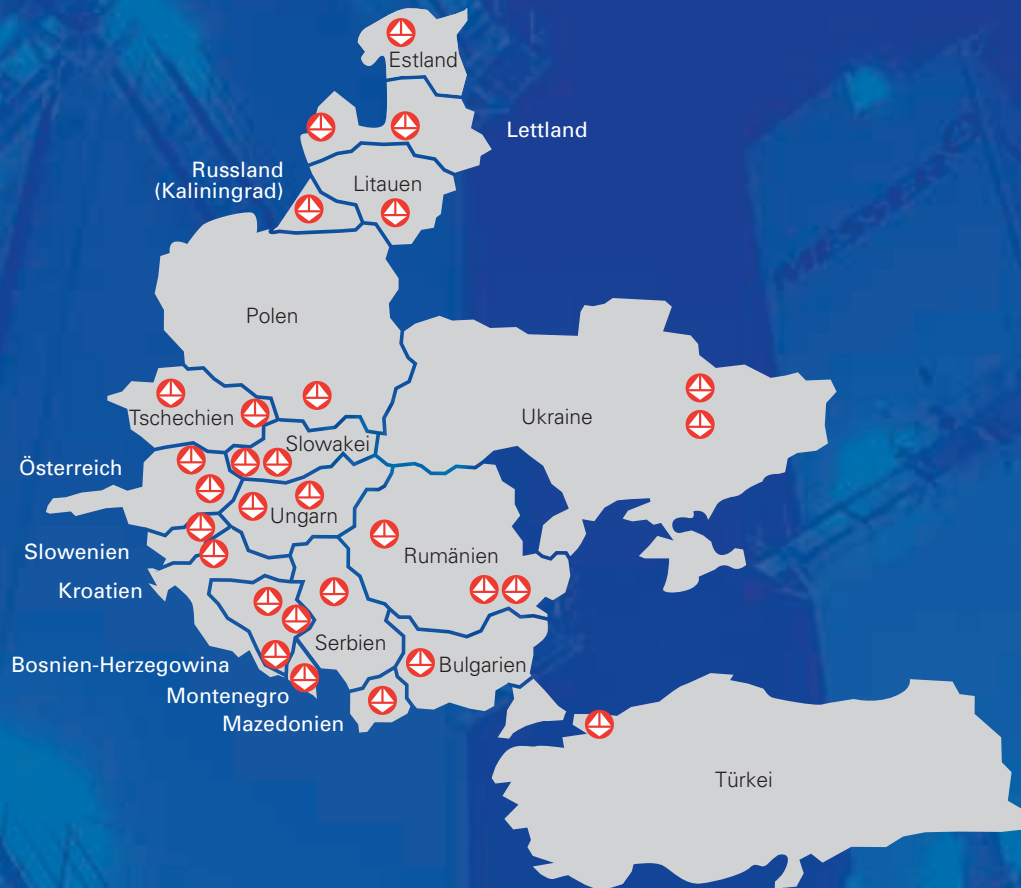 Estland
Lettland
Russland
(Kaliningrad)
Litauen
Polen
Tschechien
Ukraine
Slowakei
Österreich
Ungarn
Slowenien
Rumänien
Kroatien
Serbien
Bosnien-Herzegowina
Bulgarien
Montenegro
Mazedonien
Türkei
MESSER